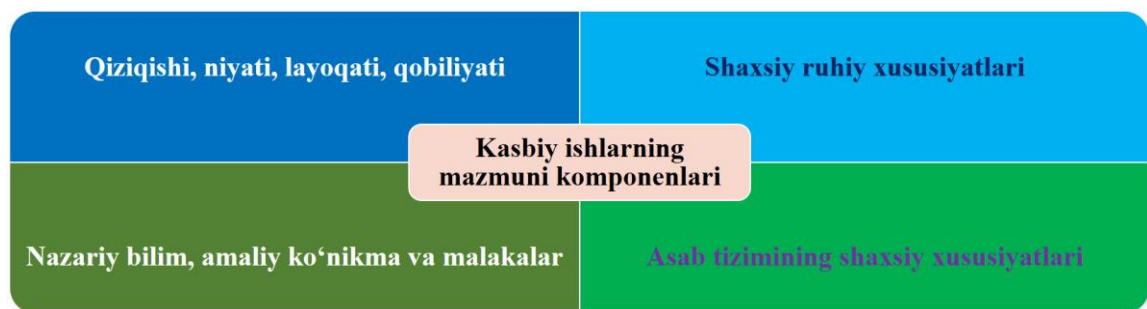 Qiziqishi, niyati, layoqati, qobiliyati
Shaxsiy ruhiy xususiyatlari
Kasbiy ishlarning
mazmuni komponenlari
Nazariy bilim, amaliy ko‘nikma va malakalar
Asab tizimining shaxsiy xususiyatlari